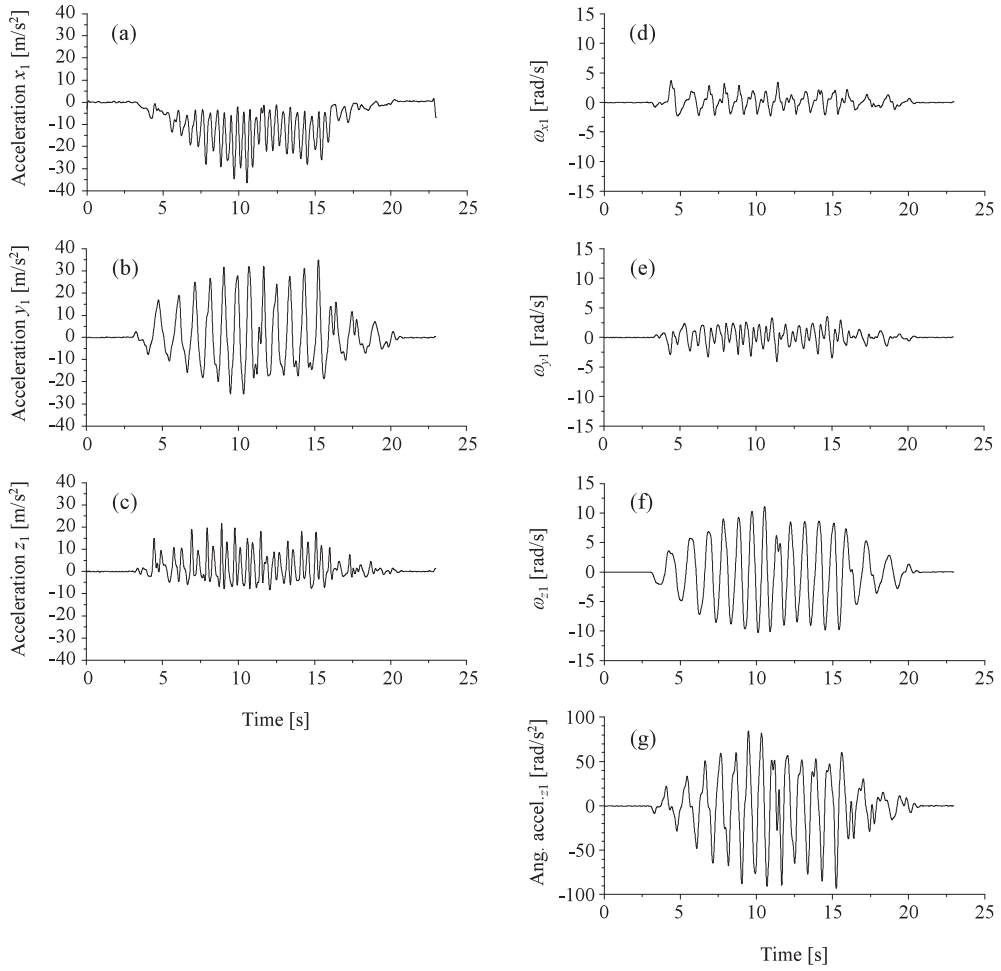 (a)
Acceleration x1 [m/s2]
40
30
20
10
0
-10
-20
-30
-40
0 5 10 15 20 25
(b)
Acceleration y1 [m/s2]
40
30
20
10
0
-10
-20
-30
-40
0 5 10 15 20 25
(c)
Acceleration z1 [m/s2]
40
30
20
10
0
-10
-20
-30
-40
0 5 10 15 20 25
Time [s]
(d)
ωx1 [rad/s]
15
10
5
0
-5
-10
-15
0 5 10 15 20 25
(e)
ωy1 [rad/s]
15
10
5
0
-5
-10
-15
0 5 10 15 20 25
(f)
ωz1 [rad/s]
15
10
5
0
-5
-10
-15
0 5 10 15 20 25
(g)
Ang. accel.z1 [rad/s2]
100
50
0
-50
-100
0 5 10 15 20 25
Time [s]